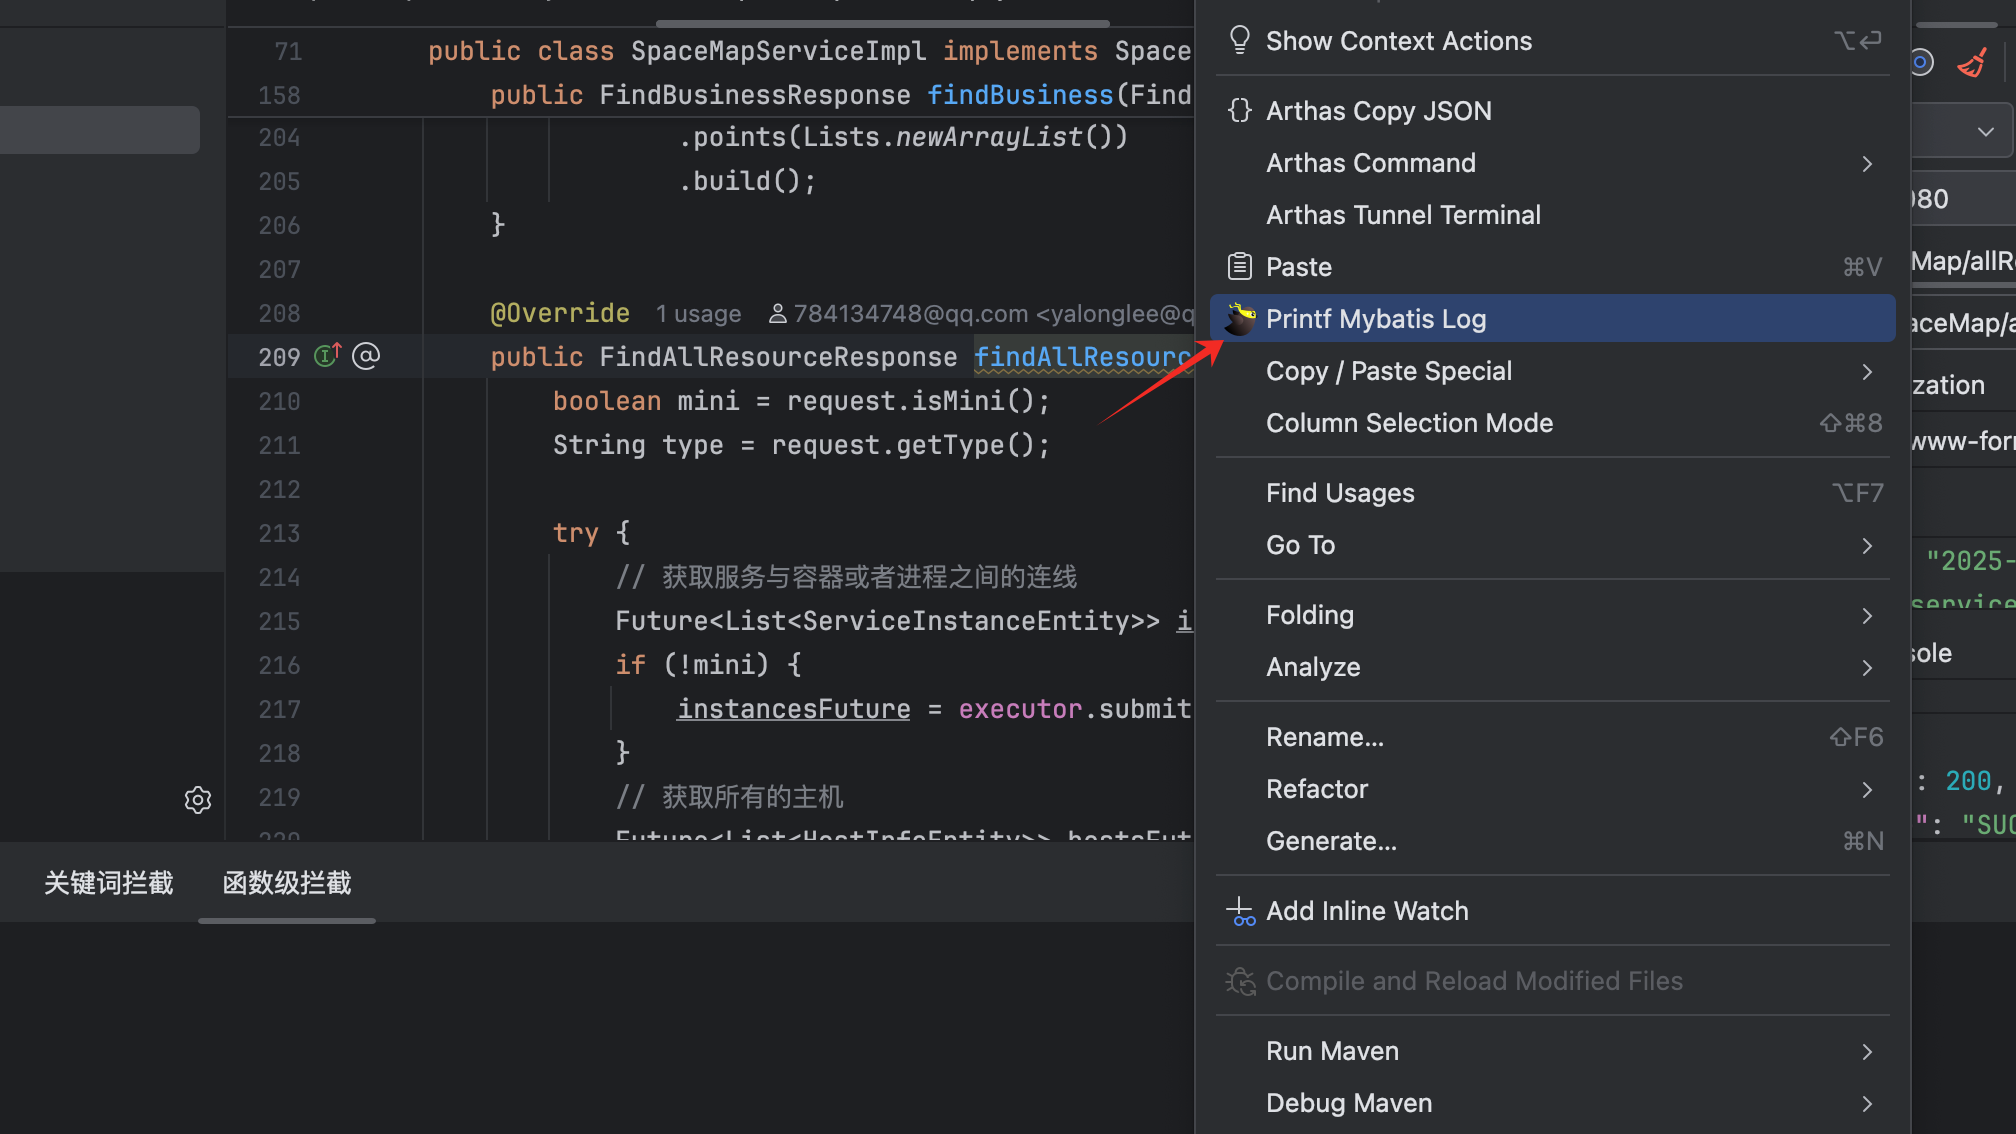 71 public class SpaceMapServiceImpl implements Space
158 public FindBusinessResponse findBusiness(Find
204 .points(Lists.newArrayList())
205 .build();
206 }
207
208 @Override 1 usage 784134748@qq.com <yalonglee@q
209 public FindAllResourceResponse findAllResourc
210 boolean mini = request.isMini();
211 String type = request.getType();
212
213 try {
214 // 获取服务与容器或者进程之间的连线
215 Future<List<ServiceInstanceEntity>> i
216 if (!mini) {
217 instancesFuture = executor.submit
218 }
219 // 获取所有的主机
220 Future<List<HostInfoEntity>> hostsFut
关键词拦截 函数级拦截
Show Context Actions ⌥⏎
Arthas Copy JSON
Arthas Command
Arthas Tunnel Terminal
Paste ⌘V
Printf Mybatis Log
Copy / Paste Special
Column Selection Mode ⇧⌘8
Find Usages ⌥F7
Go To
Folding
Analyze
Rename... ⇧F6
Refactor
Generate... ⌘N
Add Inline Watch
Compile and Reload Modified Files
Run Maven
Debug Maven
080
Map/allR
aceMap/a
zation
www-for
"2025-
service
sole
: 200,
": "SUC